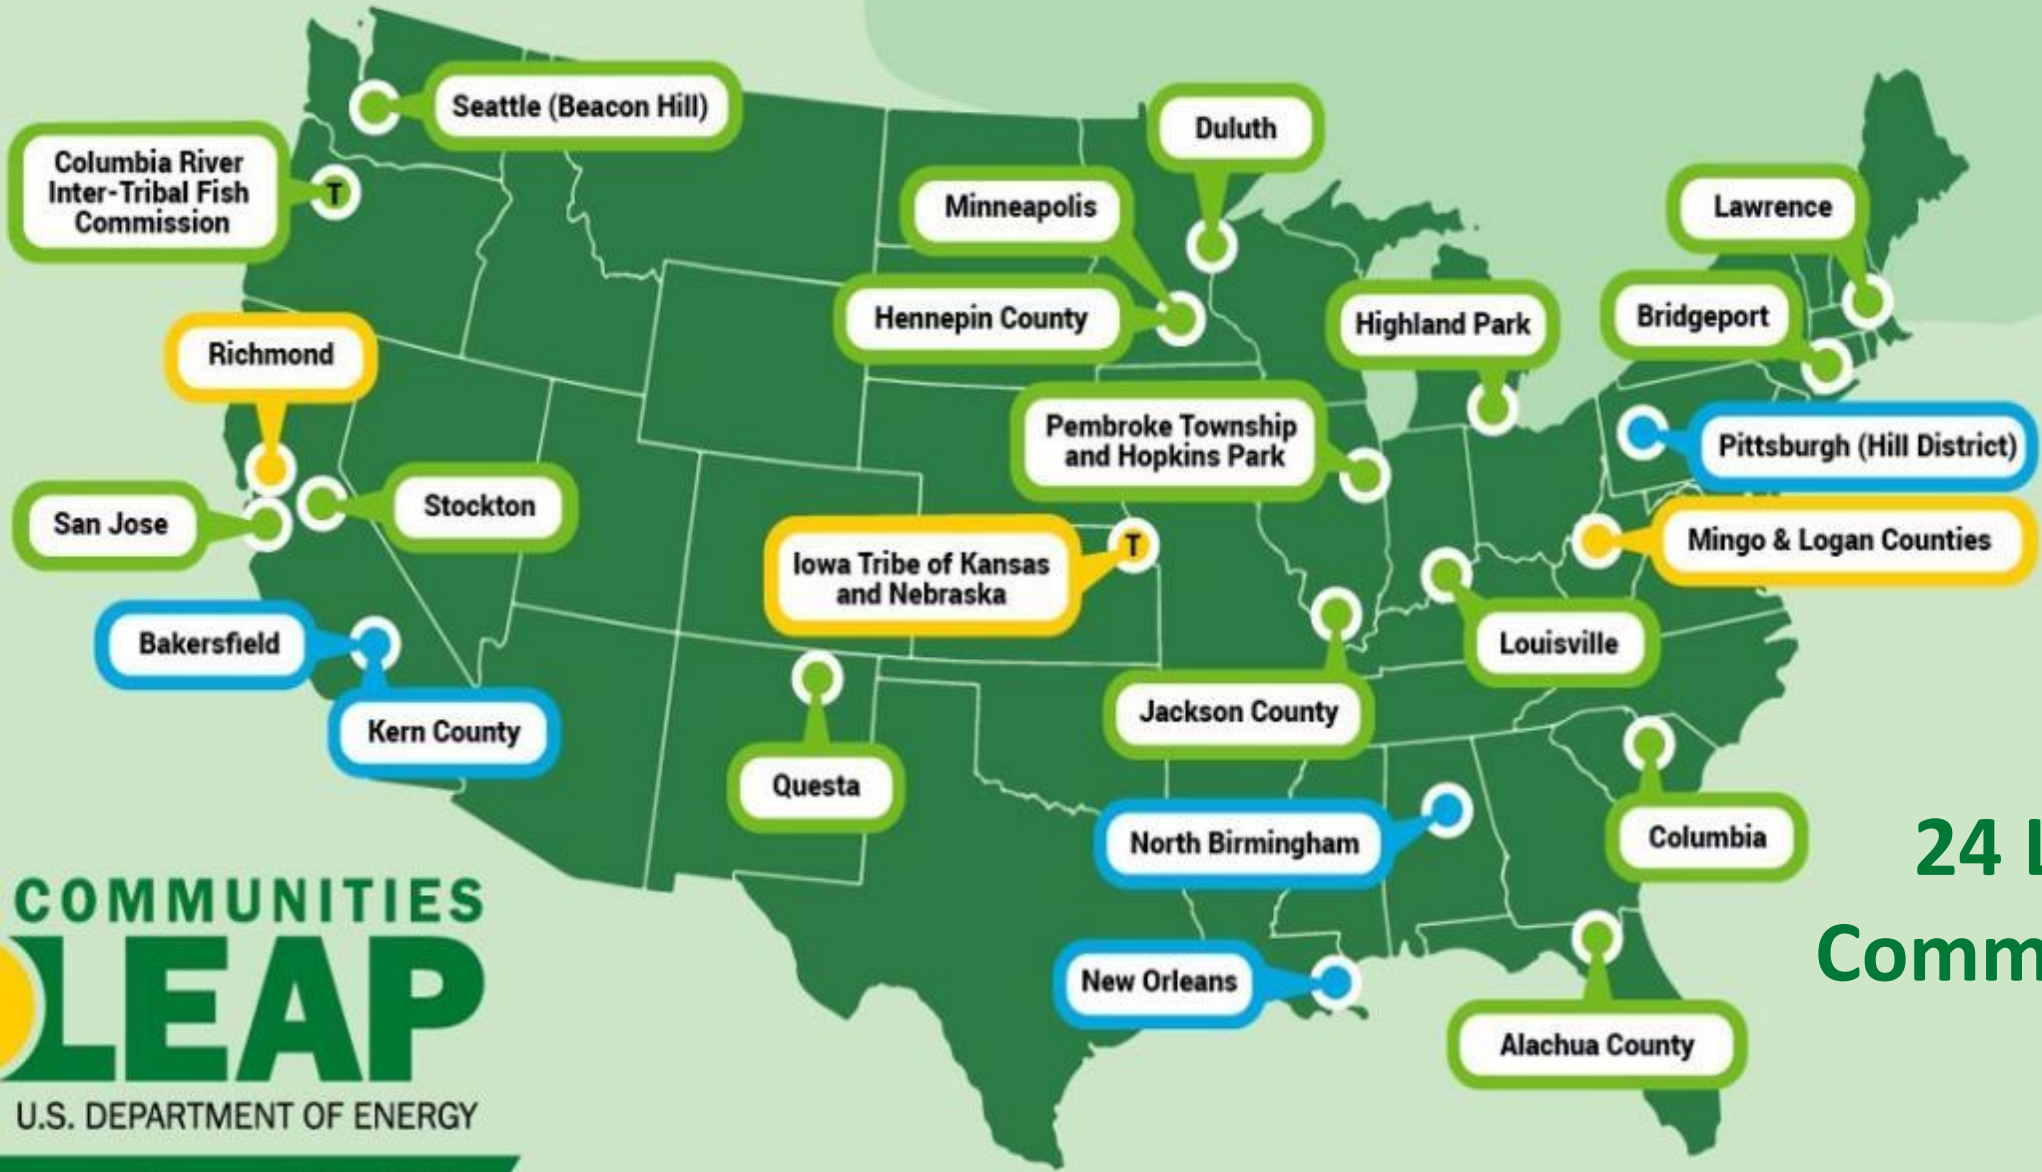 Seattle (Beacon Hill)
Columbia River
Inter-Tribal Fish
Commission
T
Duluth
Minneapolis
Hennepin County
Lawrence
Highland Park
Bridgeport
Richmond
Pembroke Township
and Hopkins Park
Pittsburgh (Hill District)
San Jose
Stockton
Iowa Tribe of Kansas
and Nebraska
T
Mingo & Logan Counties
Bakersfield
Louisville
Kern County
Jackson County
Questa
North Birmingham
Columbia
New Orleans
Alachua County
COMMUNITIES
LEAP
U.S. DEPARTMENT OF ENERGY
24 L
Comm